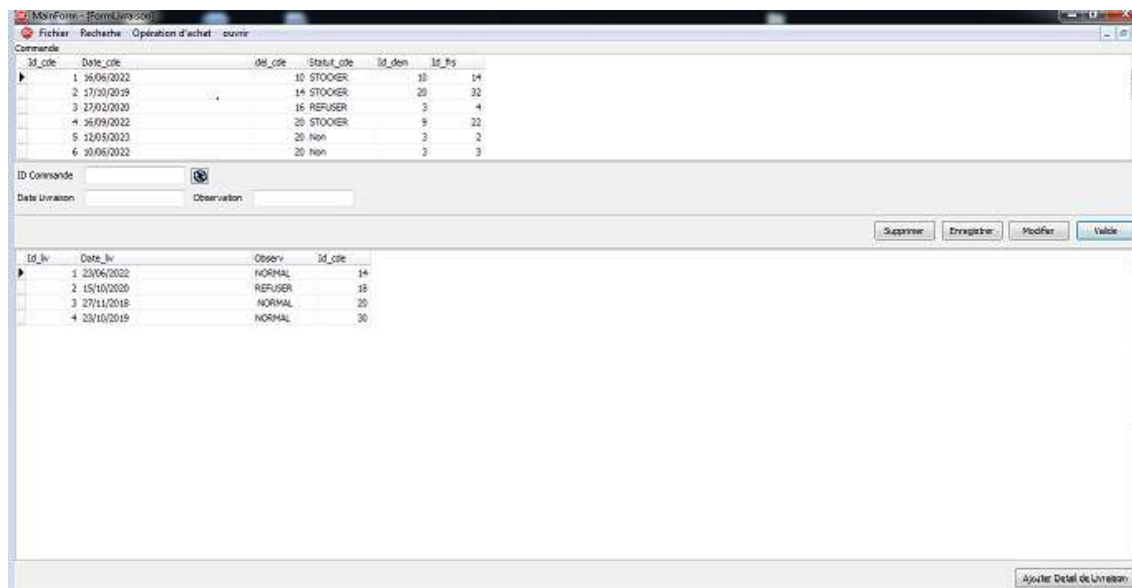 MainForm - [FormLivraison]
Fichier Recherhe Opération d'achat ouvrir
Commande
Id_cde Date_cde del_cde Statut_cde Id_dem Id_frs
1 16/06/2022 10 STOCKER 10 14
2 17/10/2019 14 STOCKER 20 32
3 27/02/2020 16 REFUSER 3 4
4 16/09/2022 20 STOCKER 9 22
5 12/05/2023 20 Non 3 2
6 10/06/2022 20 Non 3 3
ID Commande
Date Livraison Observation
Supprimer Enregistrer Modifier Valide
Id_liv Date_liv Observ Id_cde
1 23/06/2022 NORMAL 14
2 15/10/2020 REFUSER 18
3 27/11/2018 NORMAL 20
4 23/10/2019 NORMAL 30
Ajouter Detail de Livraison